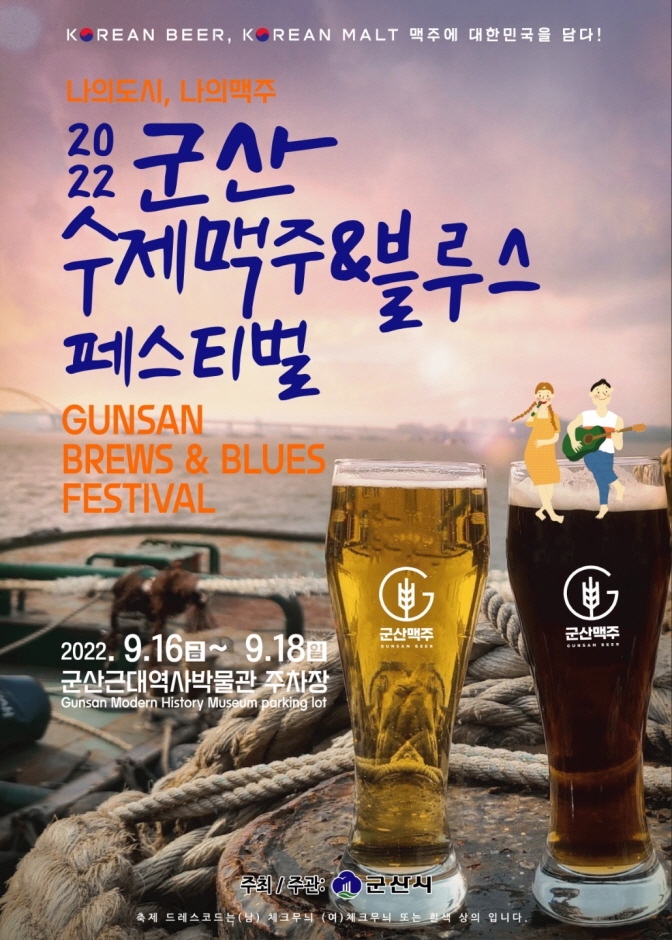 KOREAN BEER, KOREAN MALT 맥주에 대한민국을 담다!
나의도시, 나의맥주
2022 군산
수제맥주&블루스
페스티벌
GUNSAN
BREWS & BLUES
FESTIVAL
군산맥주
GUNSAN BEER
군산맥주
GUNSAN BEER
2022. 9.16금~ 9.18일
군산근대역사박물관 주차장
Gunsan Modern History Museum parking lot
주최 / 주관: 군산시
축제 드레스코드는(남) 체크무늬 (여)체크무늬 또는 흰색 상의 입니다.